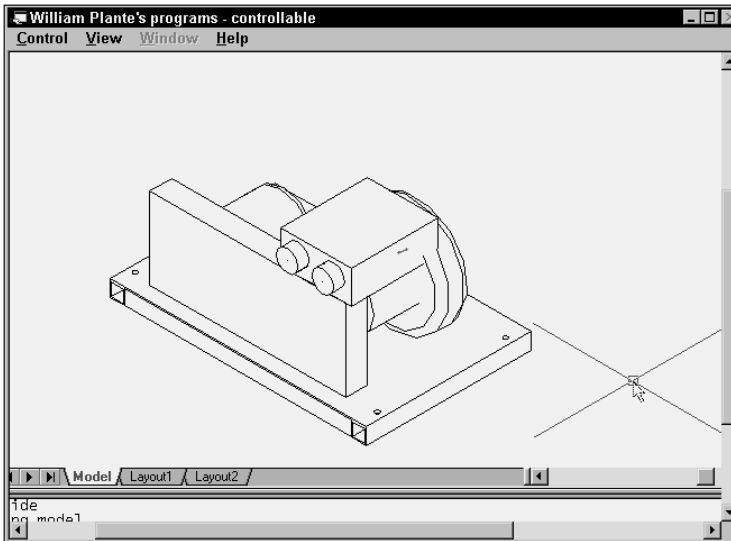 William Plante's programs - controllable
Control View Window Help
Model Layout1 Layout2
ide
ng model